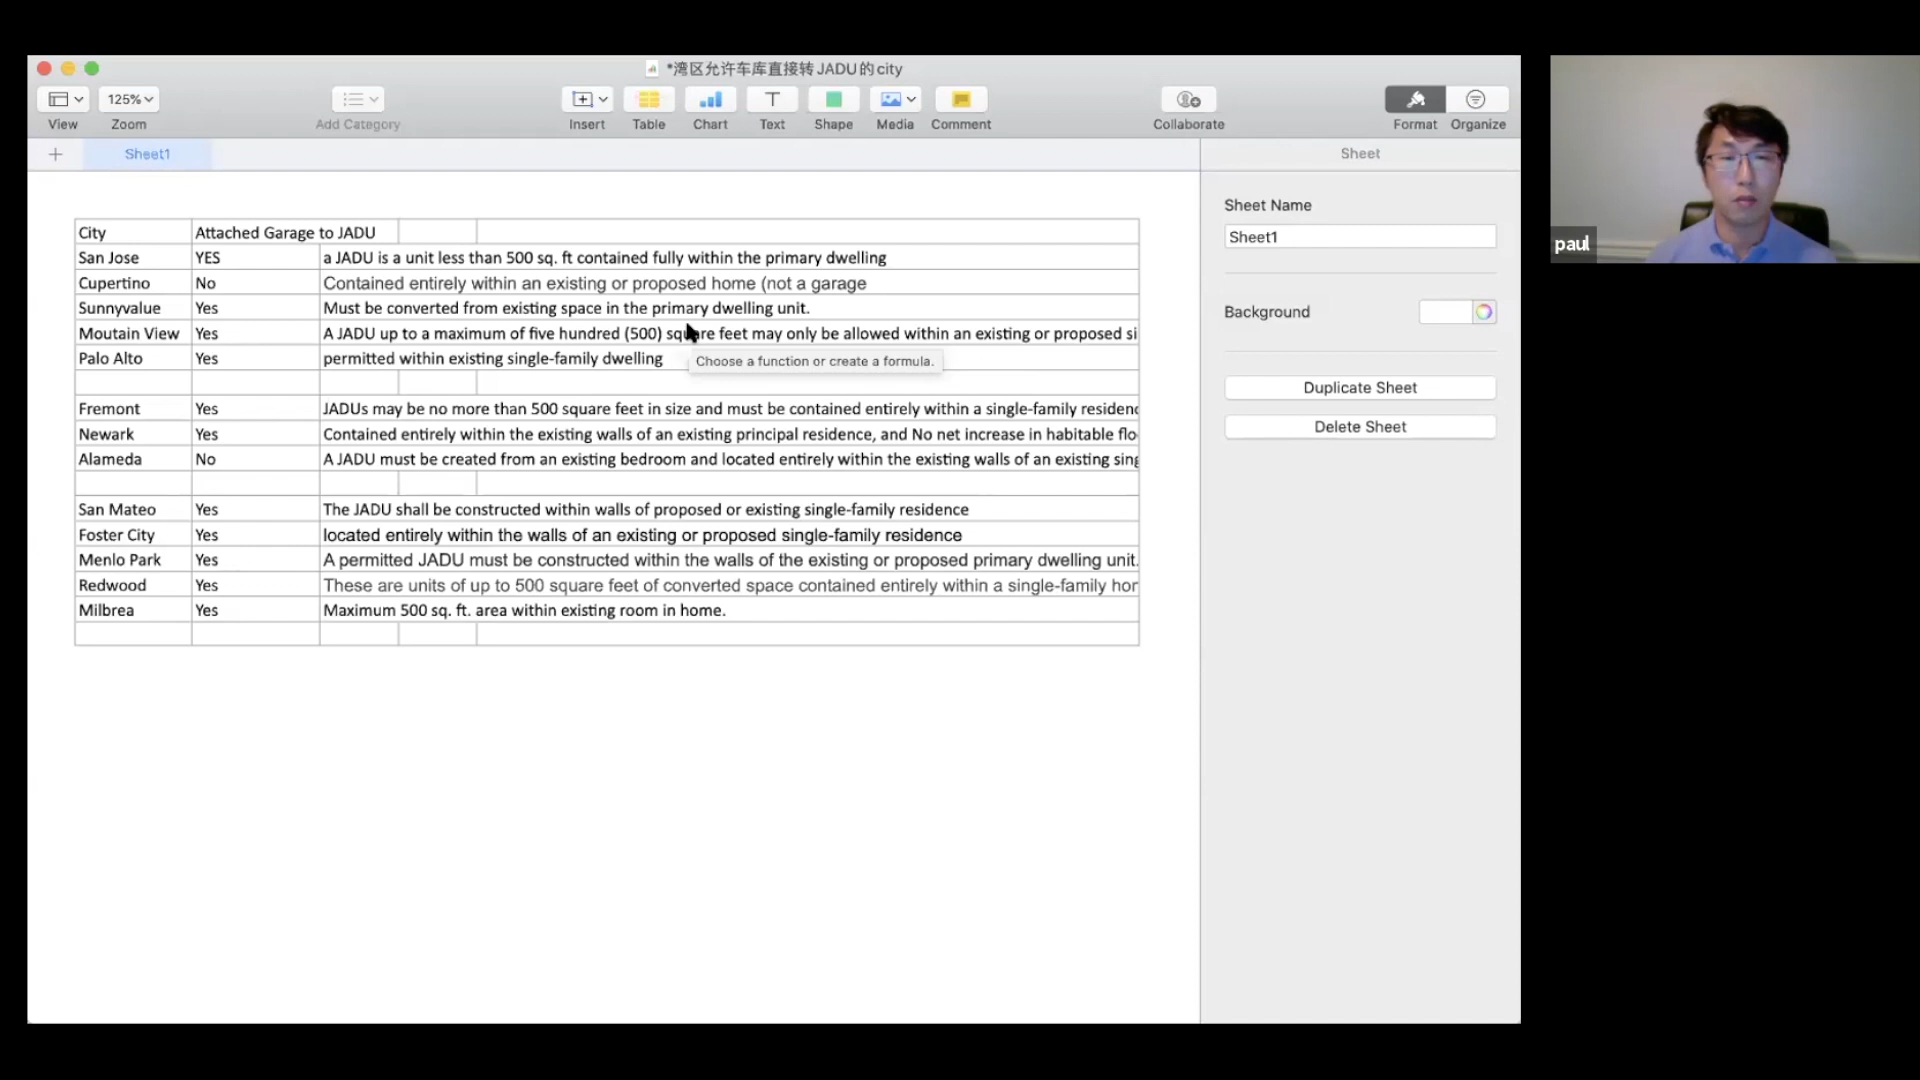 *湾区允许车库直接转JADU的city
125%
View
Zoom
Add Category
Insert
Table
Chart
Text
Shape
Media
Comment
Collaborate
Format
Organize
Sheet1
Sheet
City Attached Garage to JADU
San Jose YES a JADU is a unit less than 500 sq. ft contained fully within the primary dwelling
Cupertino No Contained entirely within an existing or proposed home (not a garage
Sunnyvalue Yes Must be converted from existing space in the primary dwelling unit.
Moutain View Yes A JADU up to a maximum of five hundred (500) square feet may only be allowed within an existing or proposed si
Palo Alto Yes permitted within existing single-family dwelling
Choose a function or create a formula.
Fremont Yes JADUs may be no more than 500 square feet in size and must be contained entirely within a single-family residenc
Newark Yes Contained entirely within the existing walls of an existing principal residence, and No net increase in habitable flo
Alameda No A JADU must be created from an existing bedroom and located entirely within the existing walls of an existing sing
San Mateo Yes The JADU shall be constructed within walls of proposed or existing single-family residence
Foster City Yes located entirely within the walls of an existing or proposed single-family residence
Menlo Park Yes A permitted JADU must be constructed within the walls of the existing or proposed primary dwelling unit.
Redwood Yes These are units of up to 500 square feet of converted space contained entirely within a single-family hor
Milbrea Yes Maximum 500 sq. ft. area within existing room in home.
Sheet Name
Sheet1
Background
Duplicate Sheet
Delete Sheet
paul